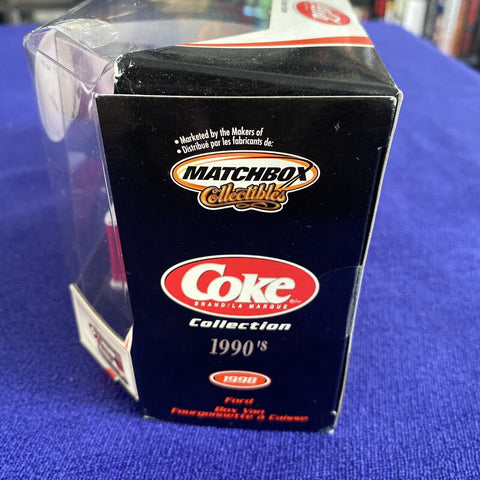 • Marketed by the Makers of
• Distribué par les fabricants de:
MATCHBOX
Collectibles
Coke
BRAND/LA MARQUE
Collection
1990's
1998
Ford
Box Van
Fourgonnette à Caisse